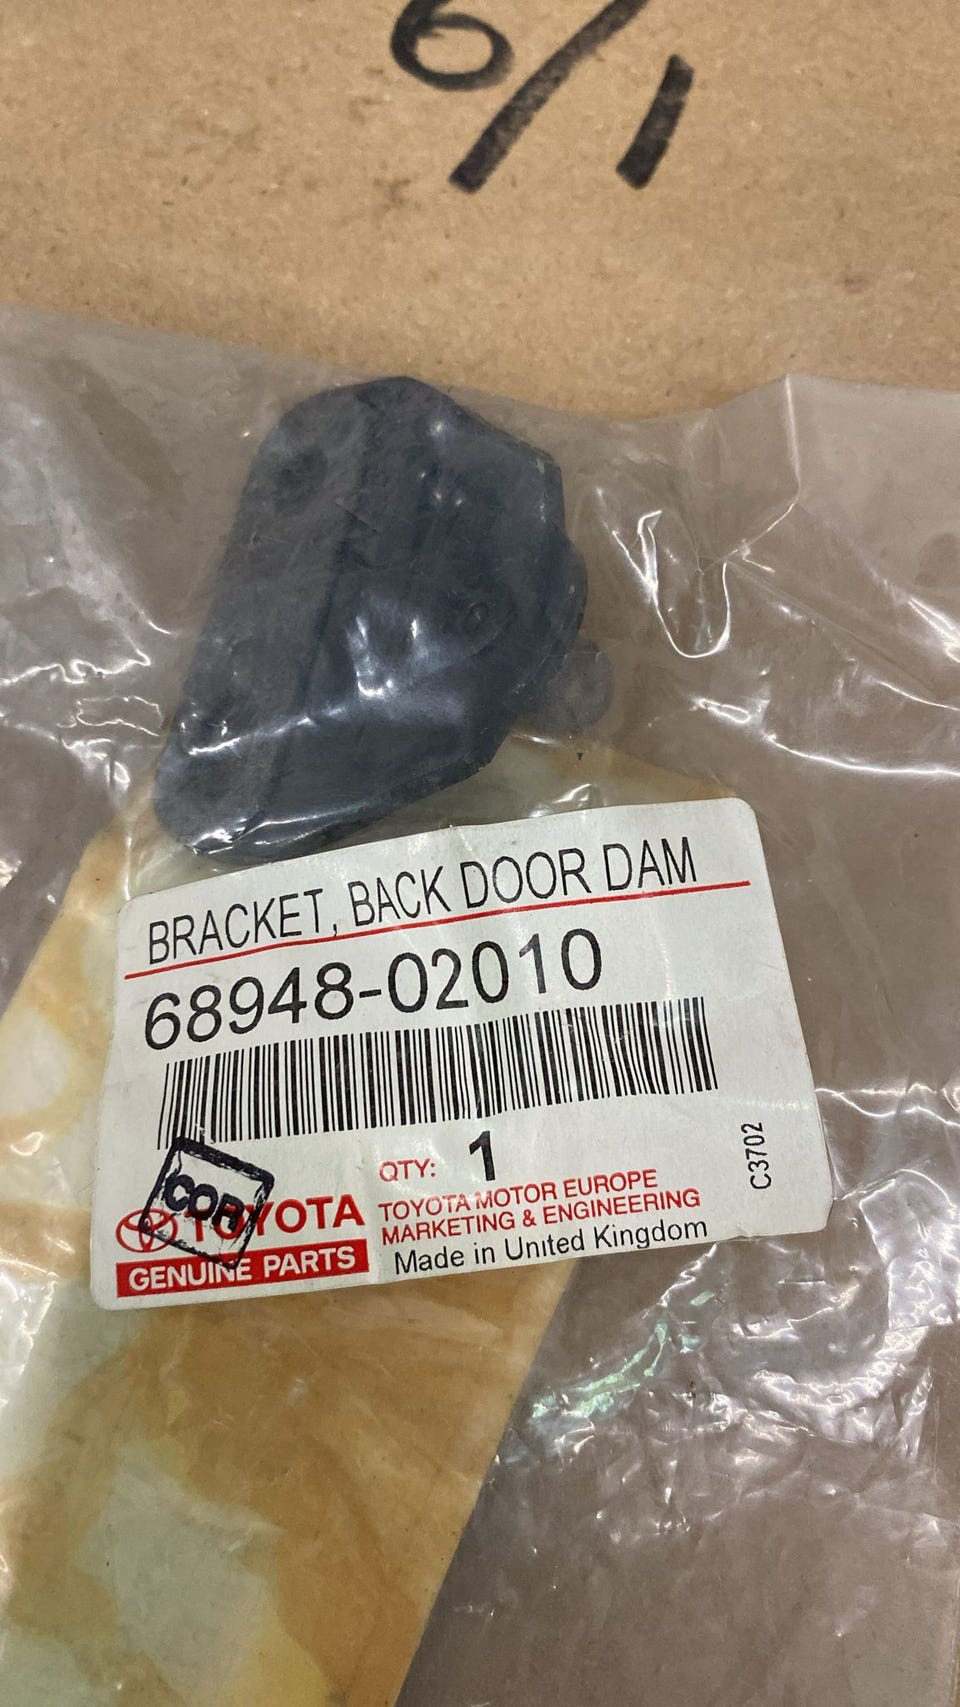 6/1
BRACKET, BACK DOOR DAM
68948-02010
QTY: 1
C3702
COR
TOYOTA
GENUINE PARTS
TOYOTA MOTOR EUROPE
MARKETING & ENGINEERING
Made in United Kingdom